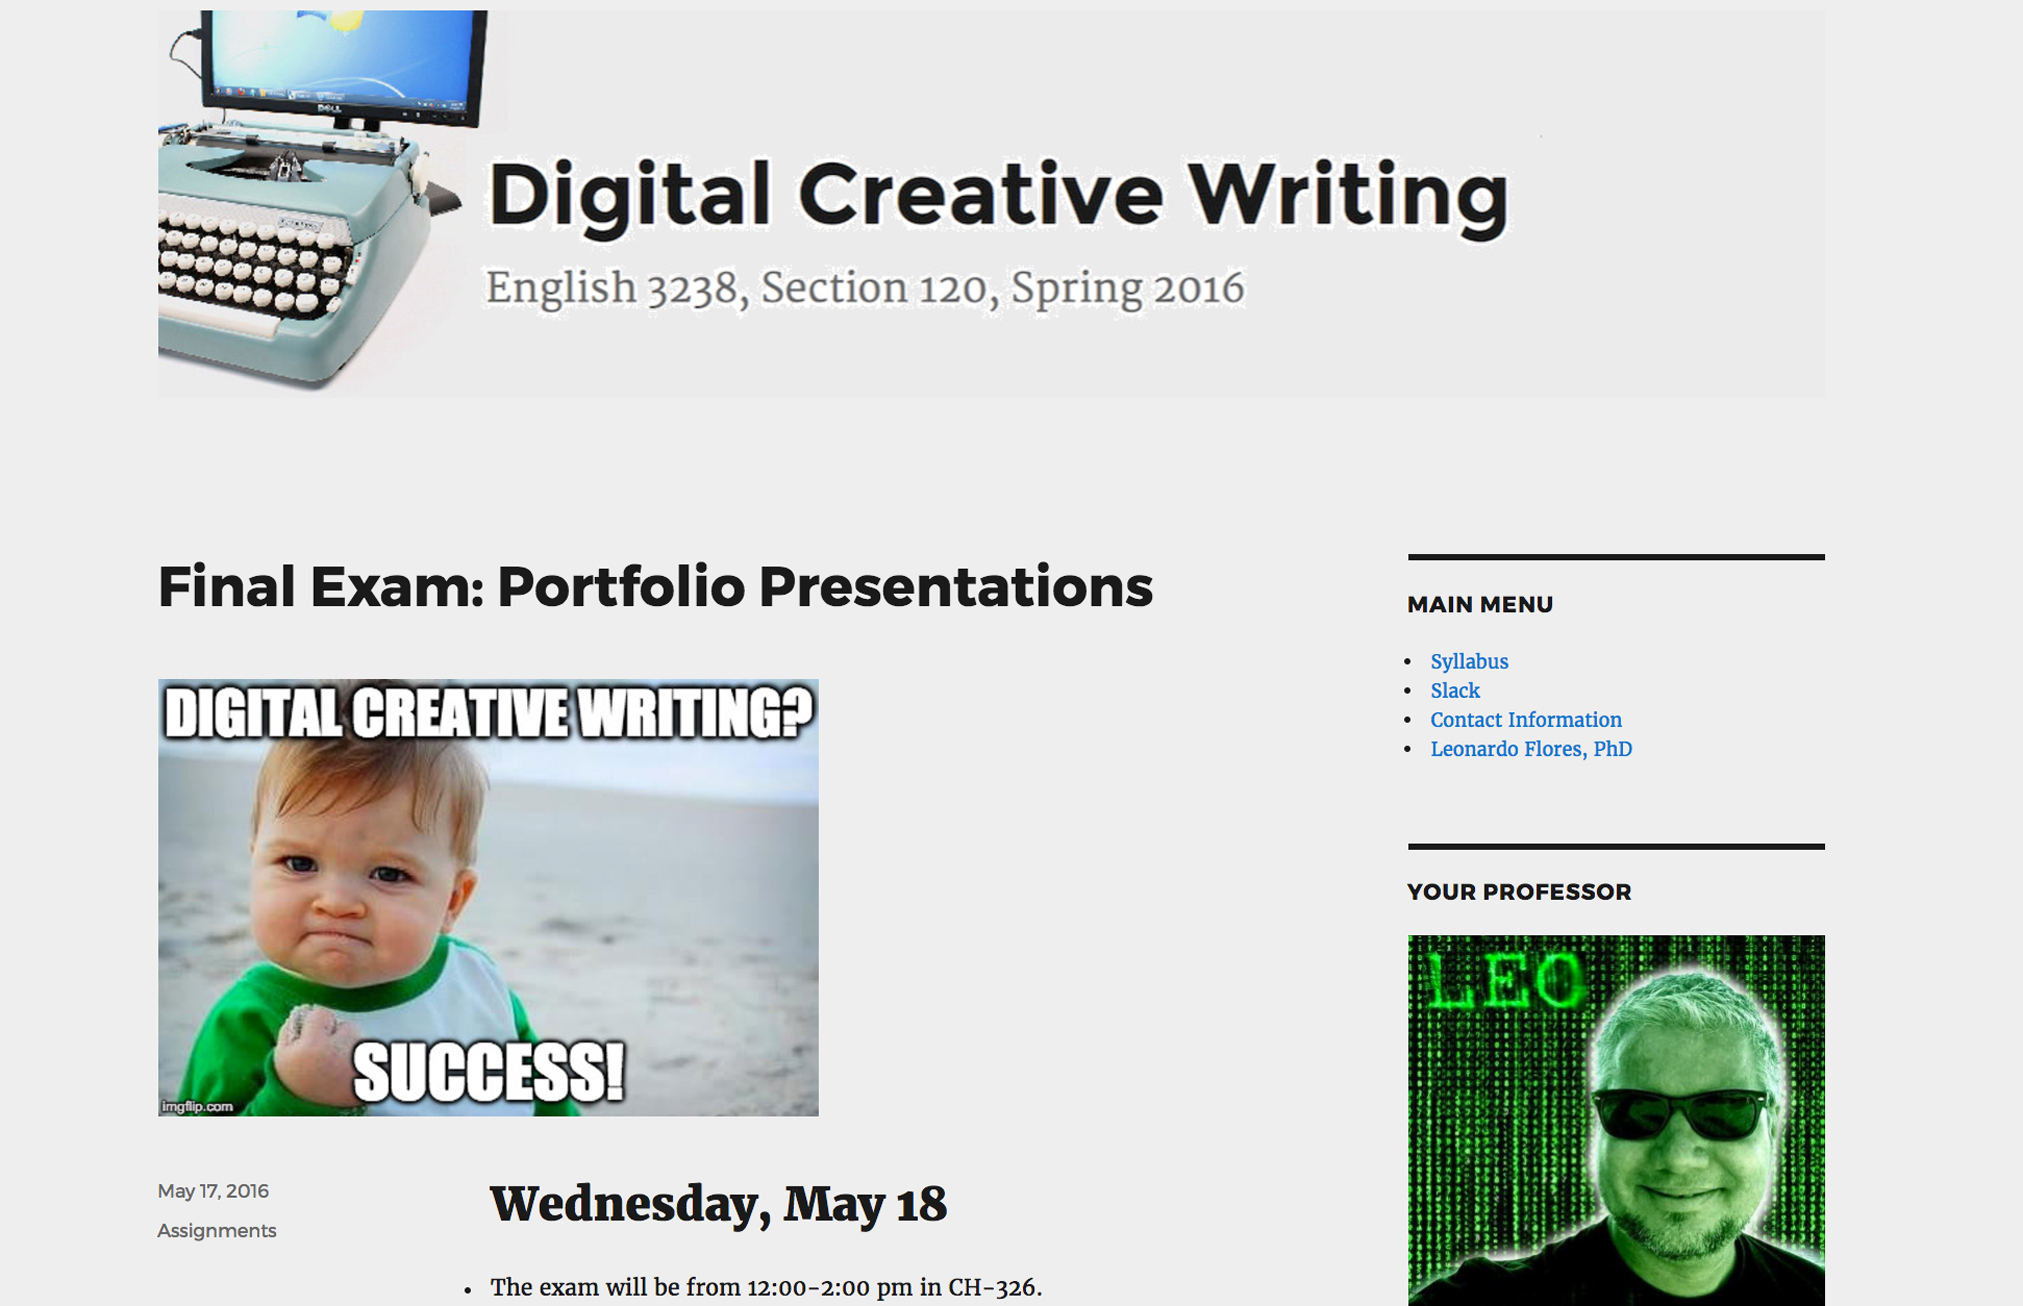 DELL
Digital Creative Writing
English 3238, Section 120, Spring 2016
Final Exam: Portfolio Presentations
DIGITAL CREATIVE WRITING?
SUCCESS!
imgflip.com
May 17, 2016
Assignments
Wednesday, May 18
• The exam will be from 12:00-2:00 pm in CH-326.
MAIN MENU
• Syllabus
• Slack
• Contact Information
• Leonardo Flores, PhD
YOUR PROFESSOR
LEO